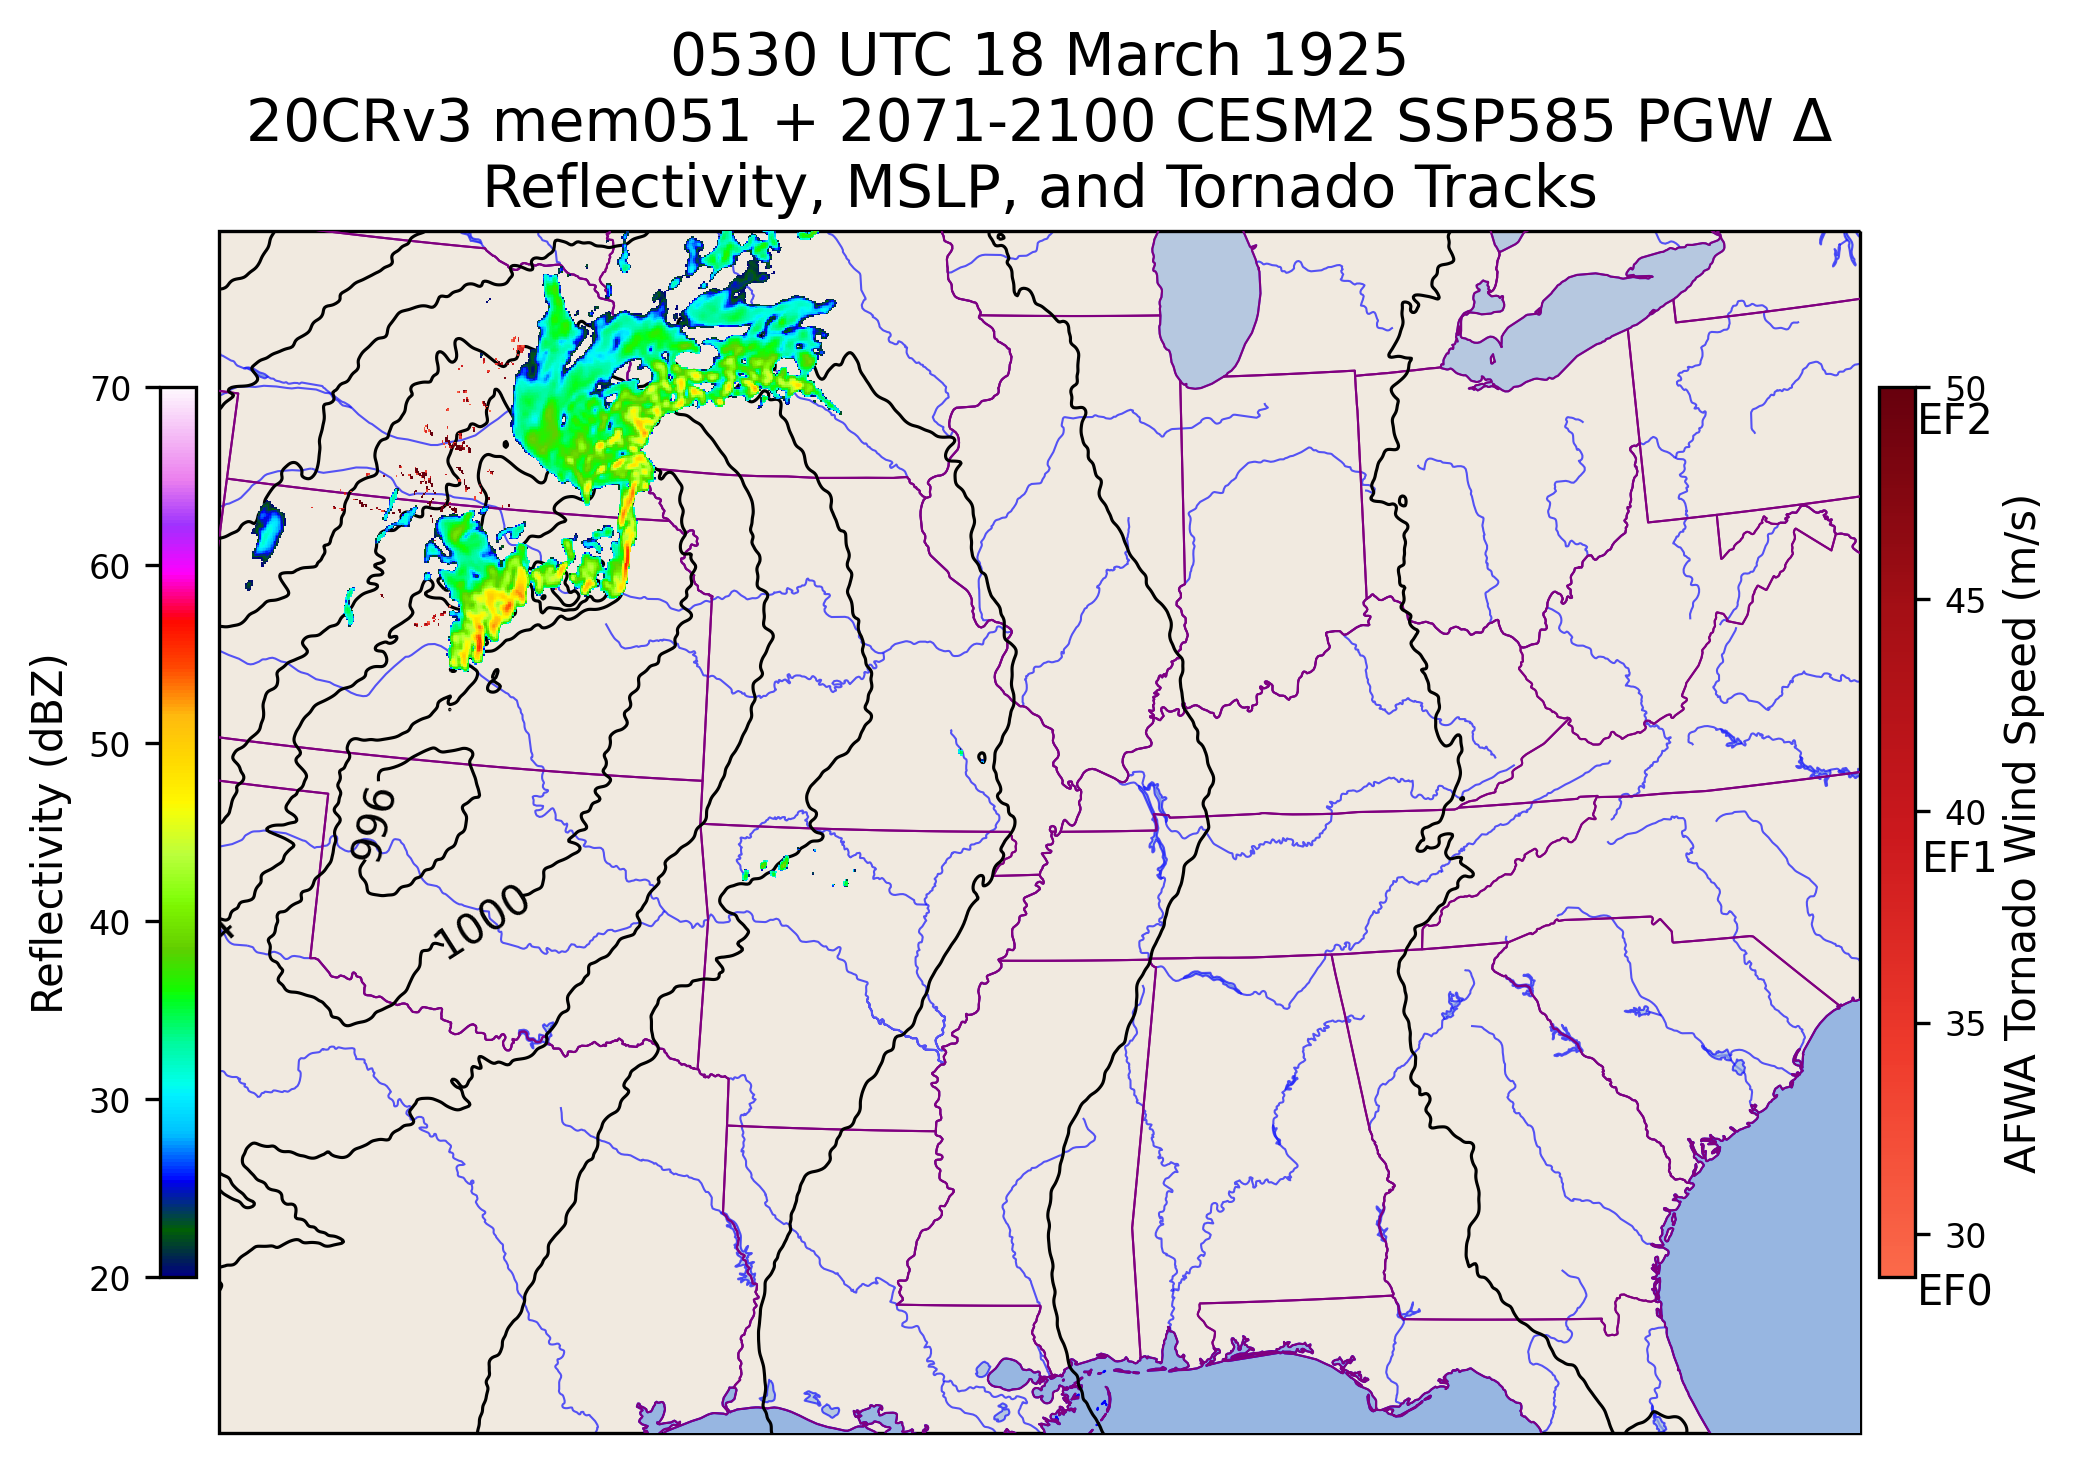 0530 UTC 18 March 1925
20CRv3 mem051 + 2071-2100 CESM2 SSP585 PGW Δ
Reflectivity, MSLP, and Tornado Tracks
Reflectivity (dBZ)
70
60
50
40
30
20
996
1000
4
50
EF2
45
40
EF1
35
30
EF0
AFWA Tornado Wind Speed (m/s)